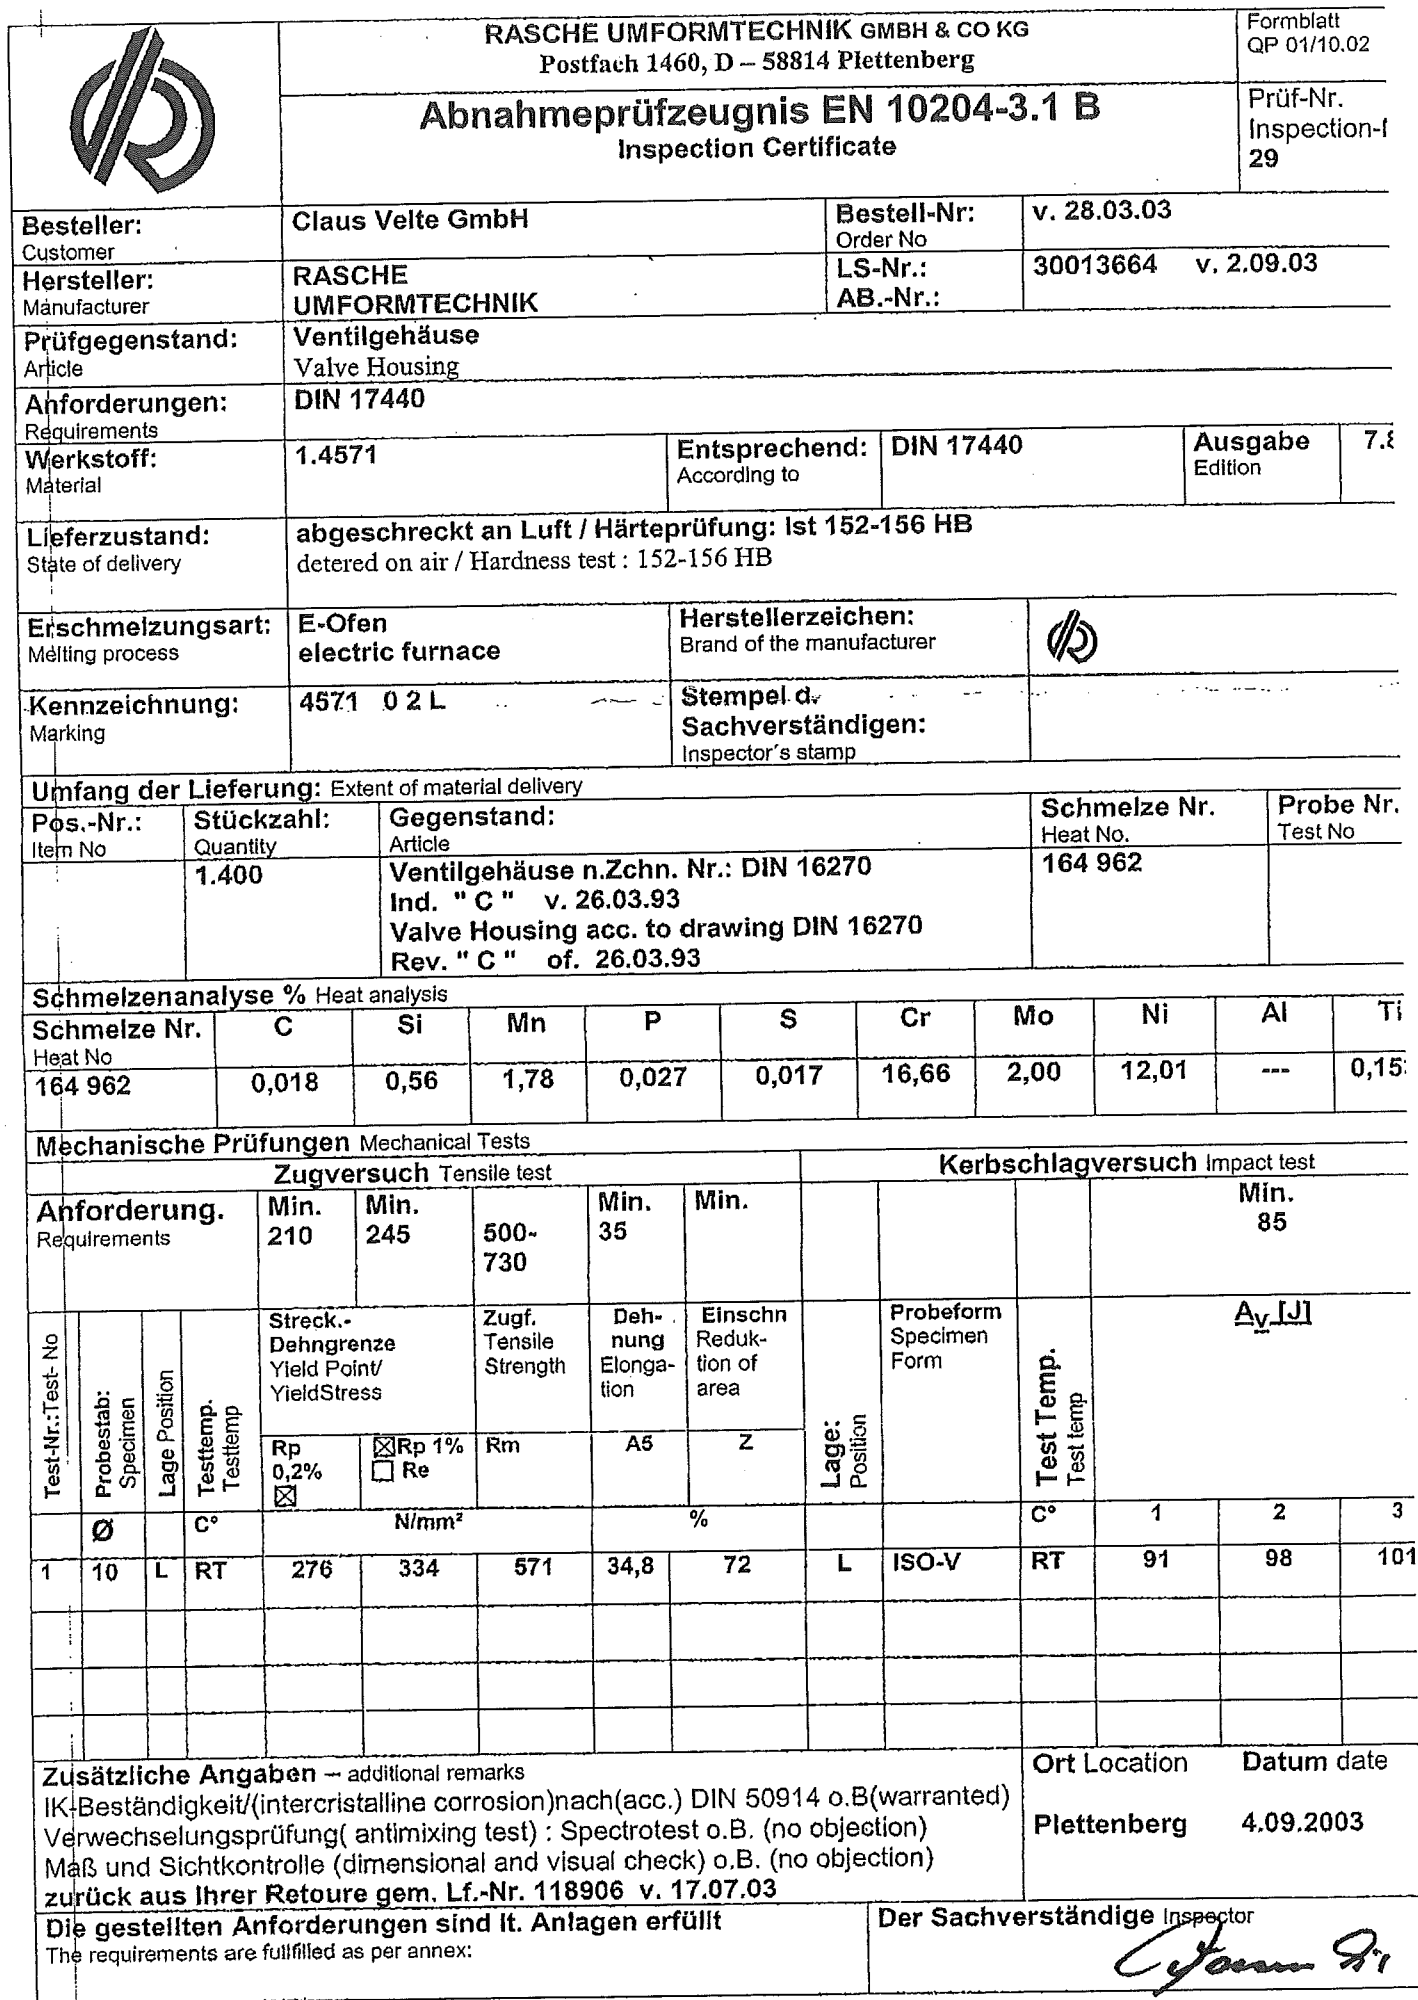 RASCHE UMFORMTECHNIK GMBH & CO KG
Postfach 1460, D – 58814 Plettenberg
Formblatt
QP 01/10.02
Abnahmeprüfzeugnis EN 10204-3.1 B
Inspection Certificate
Prüf-Nr.
29
Besteller:
Customer
Claus Velte GmbH
Bestell-Nr:
Order No
v. 28.03.03
Hersteller:
Manufacturer
RASCHE
UMFORMTECHNIK
LS-Nr.:
AB.-Nr.:
30013664 v. 2.09.03
Prüfgegenstand:
Article
Ventilgehäuse
Valve Housing
Anforderungen:
Requirements
DIN 17440
Werkstoff:
Material
1.4571
Entsprechend:
According to
DIN 17440
Ausgabe
Edition
Lieferzustand:
State of delivery
abgeschreckt an Luft / Härteprüfung: Ist 152-156 HB
detered on air / Hardness test : 152-156 HB
Erschmelzungsart:
Melting process
E-Ofen
electric furnace
Herstellerzeichen:
Brand of the manufacturer
Kennzeichnung:
Marking
4571 0 2 L
Stempel d.
Sachverständigen:
Inspector´s stamp
Umfang der Lieferung: Extent of material delivery
Pos.-Nr.: Stückzahl: Gegenstand: Schmelze Nr. Probe Nr.
Item No Quantity Article Heat No. Test No
1.400 Ventilgehäuse n.Zchn. Nr.: DIN 16270 164 962
Ind. " C " v. 26.03.93
Valve Housing acc. to drawing DIN 16270
Rev. " C " of. 26.03.93
Schmelzenanalyse % Heat analysis
Schmelze Nr. C Si Mn P S Cr Mo Ni Al Ti
Heat No
164 962 0,018 0,56 1,78 0,027 0,017 16,66 2,00 12,01 ---
Mechanische Prüfungen Mechanical Tests
Zugversuch Tensile test Kerbschlagversuch Impact test
Anforderung.
Requirements
Min.
210
Min.
245
500-
730
Min.
35
Min.
Min.
85
Test-Nr.:Test- No
Probestab:
Specimen
Lage Position
Testtemp.
Testtemp
Streck.-
Dehngrenze
Yield Point/
YieldStress
Zugf.
Tensile
Strength
Deh-
nung
Elonga-
tion
Einschn
Reduk-
tion of
area
Lage:
Position
Probeform
Specimen
Form
Test Temp.
Test temp
Av [J]
Rp
0,2%
☒
☒Rp 1%
☐ Re
Rm A5 Z
Ø C° N/mm² % C° 1 2 3
1 10 L RT 276 334 571 34,8 72 L ISO-V RT 91 98 101
Zusätzliche Angaben – additional remarks
IK-Beständigkeit/(intercristalline corrosion)nach(acc.) DIN 50914 o.B(warranted)
Verwechselungsprüfung( antimixing test) : Spectrotest o.B. (no objection)
Maß und Sichtkontrolle (dimensional and visual check) o.B. (no objection)
zurück aus Ihrer Retoure gem. Lf.-Nr. 118906 v. 17.07.03
Ort Location Datum date
Plettenberg 4.09.2003
Die gestellten Anforderungen sind lt. Anlagen erfüllt
The requirements are fullfilled as per annex:
Der Sachverständige Inspector